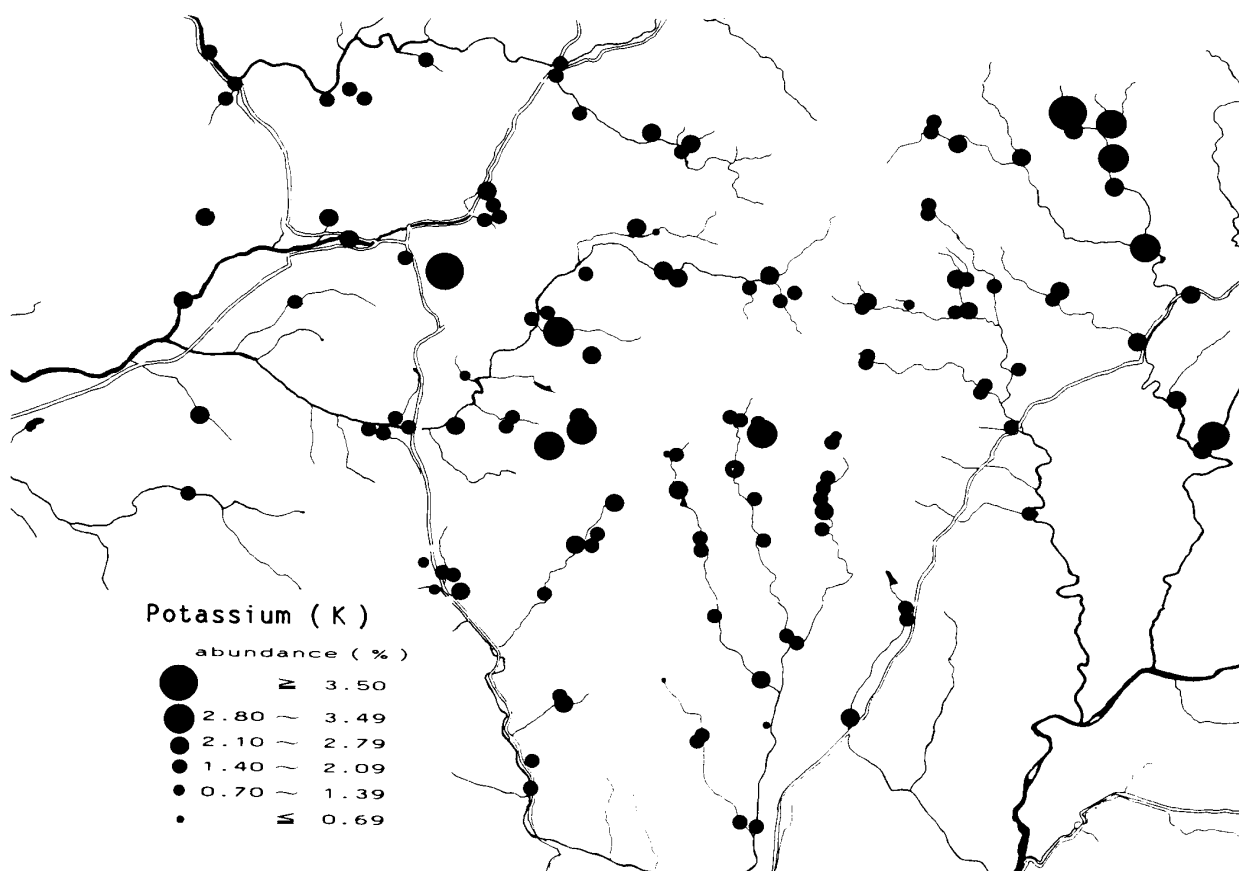 Potassium ( K )
abundance ( % )
≧ 3.50
2.80 ~ 3.49
2.10 ~ 2.79
1.40 ~ 2.09
0.70 ~ 1.39
≦ 0.69